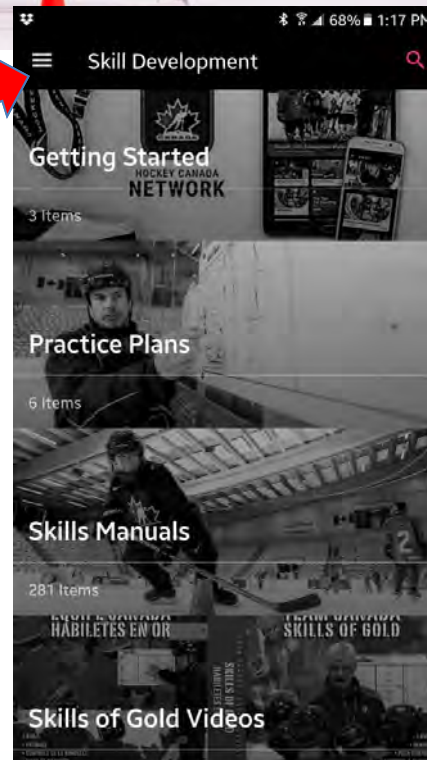 68% 1:17 PM
Skill Development
Getting Started
HOCKEY CANADA
NETWORK
3 Items
Practice Plans
6 Items
Skills Manuals
281 Items
HABILETÉS EN OR
SKILLS OF GOLD
Skills of Gold Videos